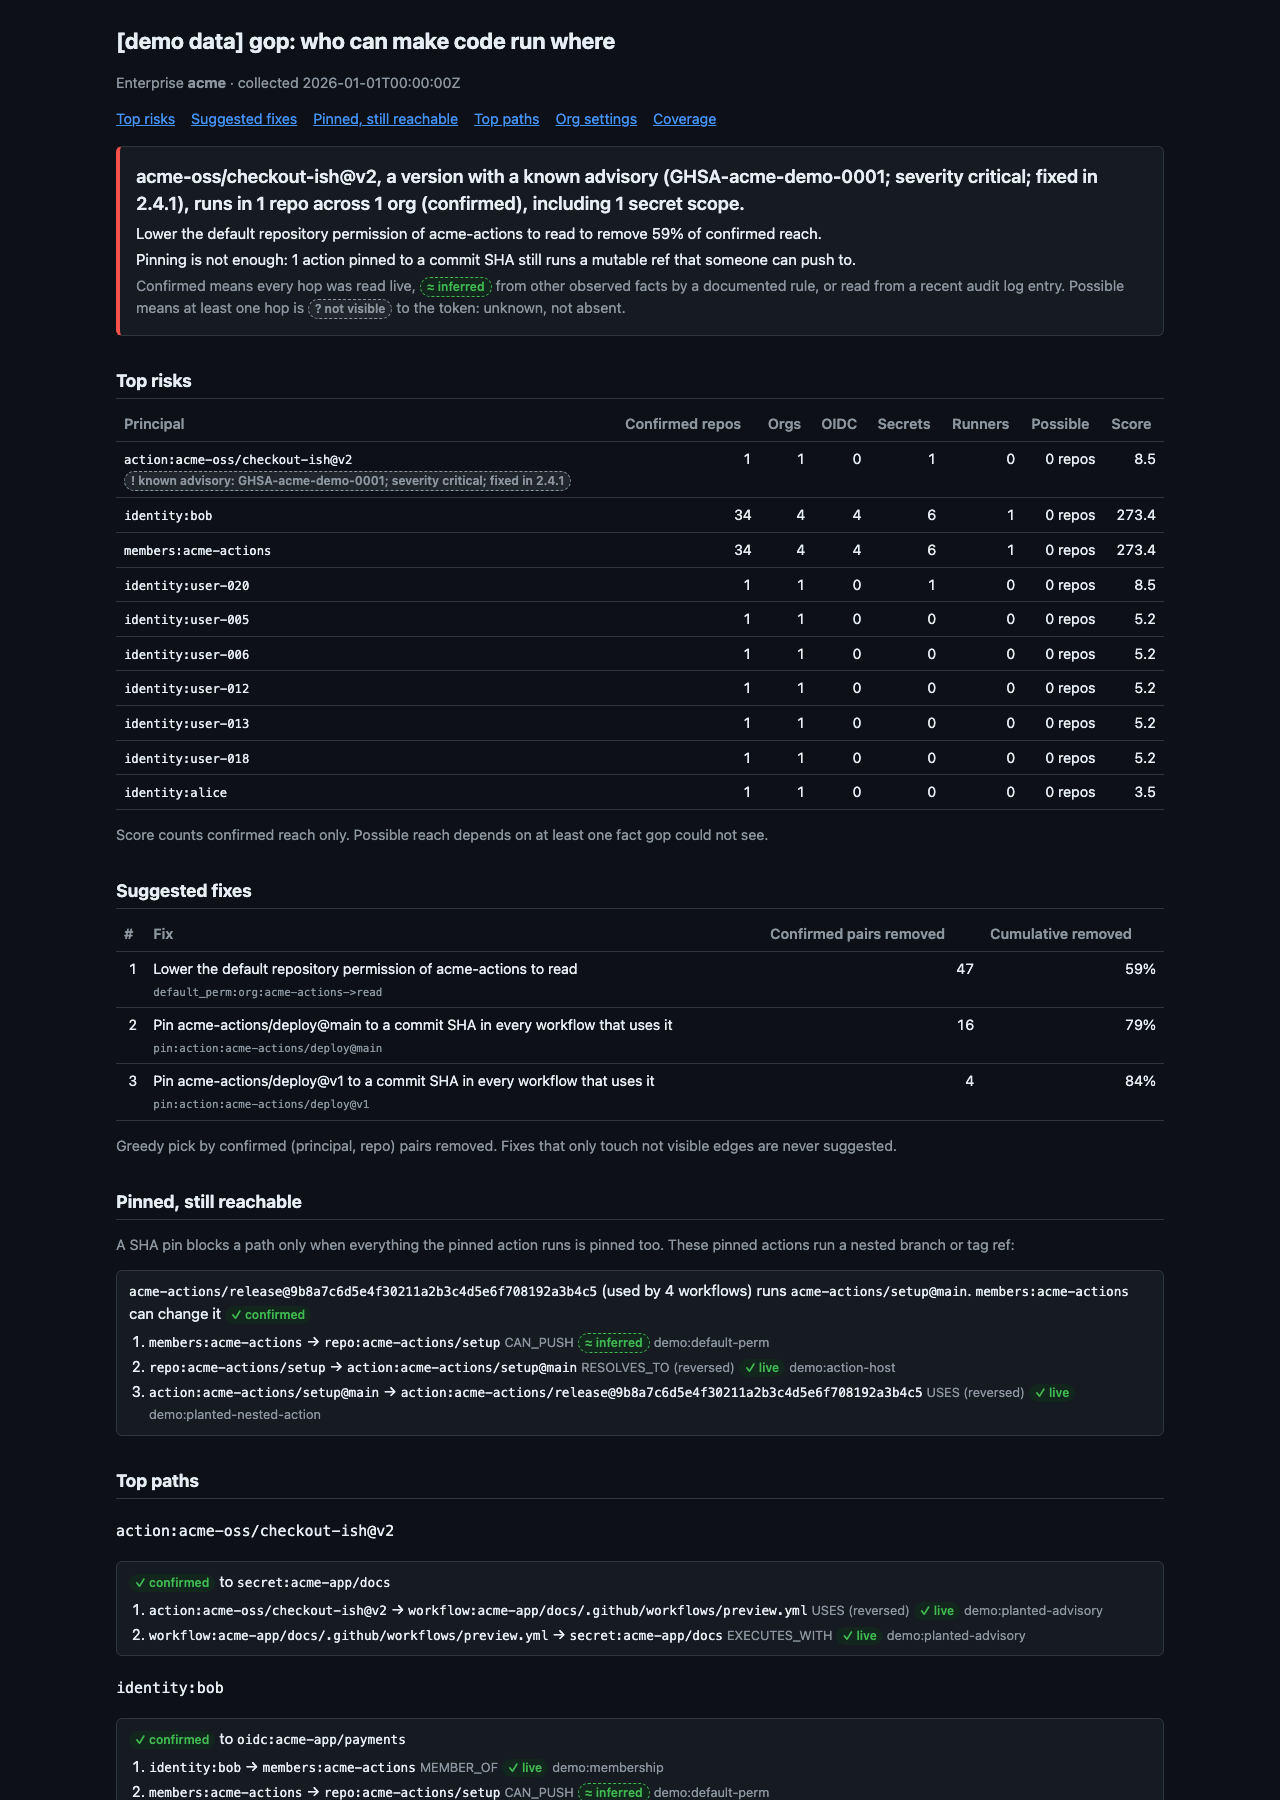 [demo data] gop: who can make code run where
Enterprise acme · collected 2026-01-01T00:00:00Z
Top risks Suggested fixes Pinned, still reachable Top paths Org settings Coverage
acme-oss/checkout-ish@v2, a version with a known advisory (GHSA-acme-demo-0001; severity critical; fixed in
2.4.1), runs in 1 repo across 1 org (confirmed), including 1 secret scope.
Lower the default repository permission of acme-actions to read to remove 59% of confirmed reach.
Pinning is not enough: 1 action pinned to a commit SHA still runs a mutable ref that someone can push to.
Confirmed means every hop was read live, ≈ inferred from other observed facts by a documented rule, or read from a recent audit log entry. Possible
means at least one hop is ? not visible to the token: unknown, not absent.
Top risks
Principal Confirmed repos Orgs OIDC Secrets Runners Possible Score
action:acme-oss/checkout-ish@v2 1 1 0 1 0 0 repos 8.5
! known advisory: GHSA-acme-demo-0001; severity critical; fixed in 2.4.1
identity:bob 34 4 4 6 1 0 repos 273.4
members:acme-actions 34 4 4 6 1 0 repos 273.4
identity:user-020 1 1 0 1 0 0 repos 8.5
identity:user-005 1 1 0 0 0 0 repos 5.2
identity:user-006 1 1 0 0 0 0 repos 5.2
identity:user-012 1 1 0 0 0 0 repos 5.2
identity:user-013 1 1 0 0 0 0 repos 5.2
identity:user-018 1 1 0 0 0 0 repos 5.2
identity:alice 1 1 0 0 0 0 repos 3.5
Score counts confirmed reach only. Possible reach depends on at least one fact gop could not see.
Suggested fixes
# Fix Confirmed pairs removed Cumulative removed
1 Lower the default repository permission of acme-actions to read 47 59%
default_perm:org:acme-actions->read
2 Pin acme-actions/deploy@main to a commit SHA in every workflow that uses it 16 79%
pin:action:acme-actions/deploy@main
3 Pin acme-actions/deploy@v1 to a commit SHA in every workflow that uses it 4 84%
pin:action:acme-actions/deploy@v1
Greedy pick by confirmed (principal, repo) pairs removed. Fixes that only touch not visible edges are never suggested.
Pinned, still reachable
A SHA pin blocks a path only when everything the pinned action runs is pinned too. These pinned actions run a nested branch or tag ref:
acme-actions/release@9b8a7c6d5e4f30211a2b3c4d5e6f708192a3b4c5 (used by 4 workflows) runs acme-actions/setup@main. members:acme-actions
can change it ✓ confirmed
1. members:acme-actions → repo:acme-actions/setup CAN_PUSH ≈ inferred demo:default-perm
2. repo:acme-actions/setup → action:acme-actions/setup@main RESOLVES_TO (reversed) ✓ live demo:action-host
3. action:acme-actions/setup@main → action:acme-actions/release@9b8a7c6d5e4f30211a2b3c4d5e6f708192a3b4c5 USES (reversed) ✓ live
demo:planted-nested-action
Top paths
action:acme-oss/checkout-ish@v2
✓ confirmed to secret:acme-app/docs
1. action:acme-oss/checkout-ish@v2 → workflow:acme-app/docs/.github/workflows/preview.yml USES (reversed) ✓ live demo:planted-advisory
2. workflow:acme-app/docs/.github/workflows/preview.yml → secret:acme-app/docs EXECUTES_WITH ✓ live demo:planted-advisory
identity:bob
✓ confirmed to oidc:acme-app/payments
1. identity:bob → members:acme-actions MEMBER_OF ✓ live demo:membership
2. members:acme-actions → repo:acme-actions/setup CAN_PUSH ≈ inferred demo:default-perm